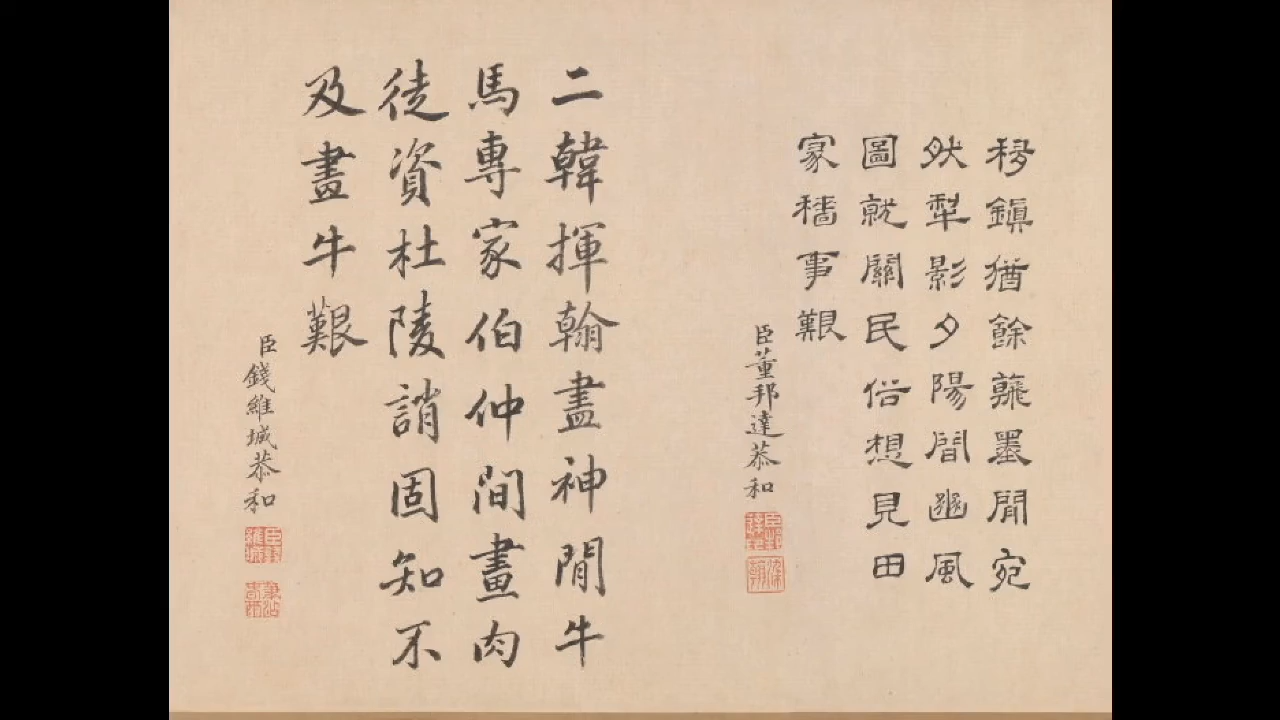 移鎮猶餘蘸墨閒宛
然犁影夕陽間豳風
圖就關民俗想見田
家穡事艱
臣董邦達恭和
二韓揮翰盡神閒牛
馬專家伯仲間畫肉
徒資杜陵誚固知不
及畫牛艱
臣錢維城恭和